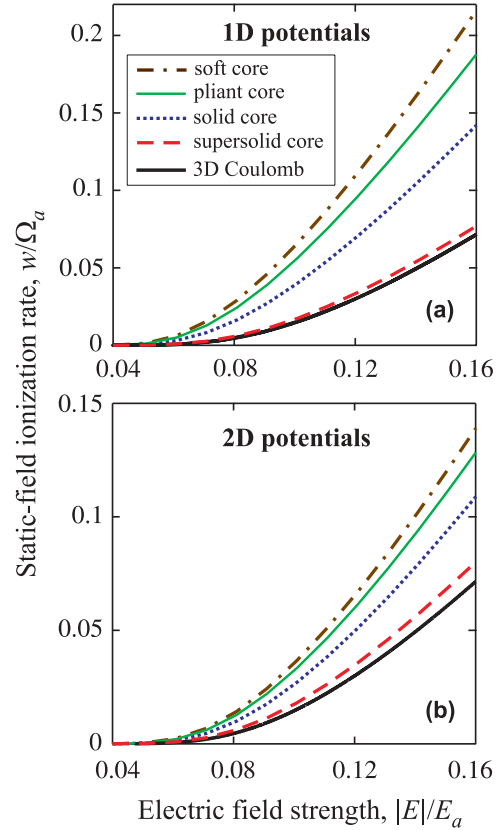 1D potentials
soft core
pliant core
solid core
supersolid core
3D Coulomb
0.2
0.15
0.1
0.05
0
0.04
0.08
0.12
0.16
(a)
Static-field ionization rate, w/Ωₐ
2D potentials
0.15
0.1
0.05
0
0.04
0.08
0.12
0.16
(b)
Electric field strength, |E|/Eₐ